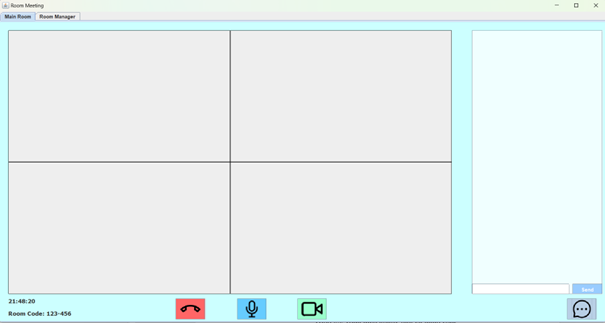 Room Meeting
Main Room Room Manager
Send
21:48:20
Room Code: 123-456